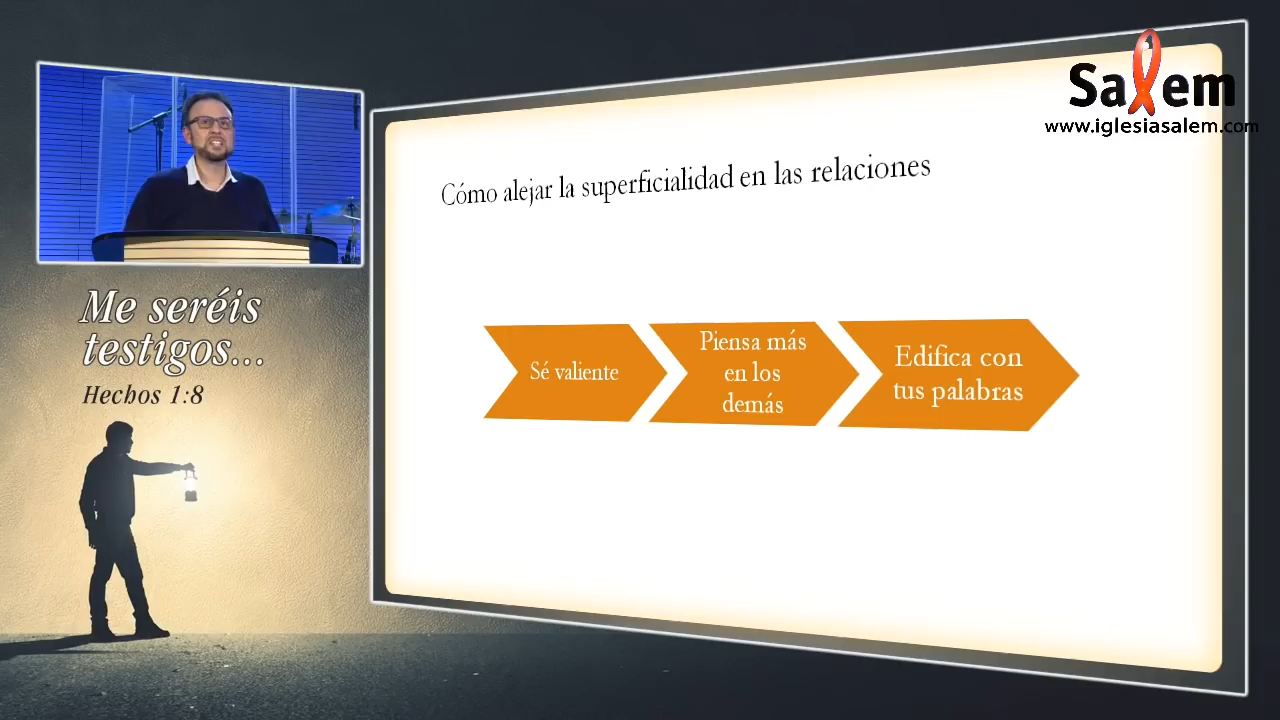 Salem
www.iglesiasalem.com
Cómo alejar la superficialidad en las relaciones
Sé valiente
Piensa más
en los
demás
Edifica con
tus palabras
Me seréis
testigos...
Hechos 1:8